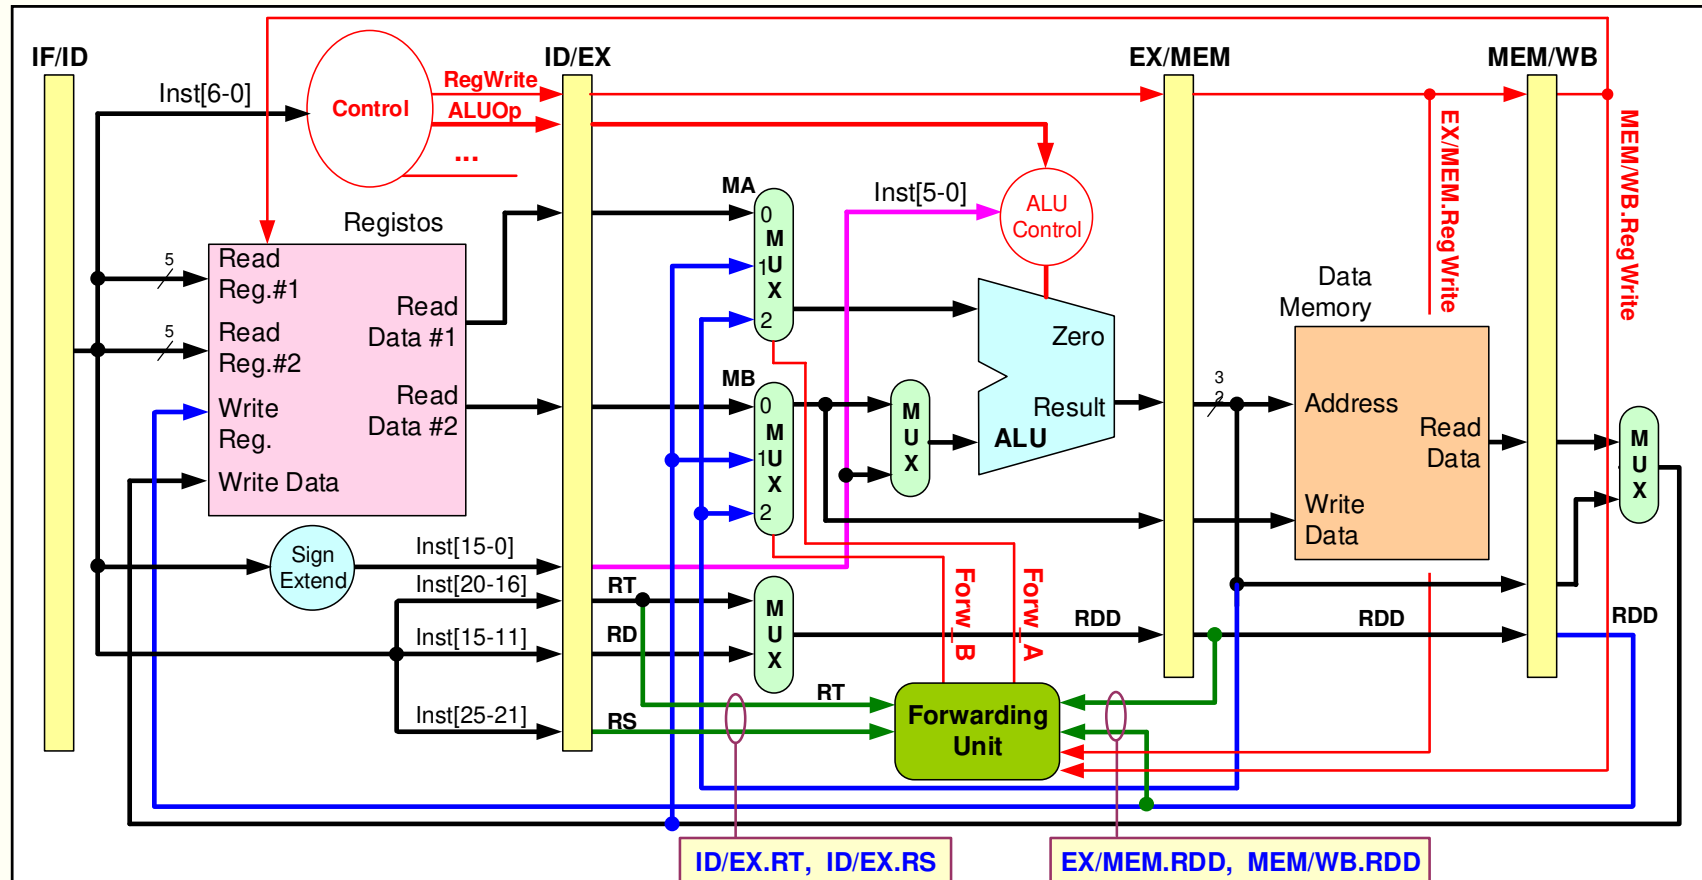 IF/ID
ID/EX
EX/MEM
MEM/WB
Inst[6-0]
Control
RegWrite
ALUOp
...
EX/MEM.RegWrite
MEM/WB.RegWrite
MA
0
M
1U
X
2
Inst[5-0]
ALU
Control
Registos
5
Read
Reg.#1
5
Read
Reg.#2
Write
Reg.
Write Data
Read
Data #1
Read
Data #2
MB
0
M
1U
X
2
M
U
X
Zero
Result
ALU
3
2
Data
Memory
Address
Read
Data
Write
Data
M
U
X
Sign
Extend
Inst[15-0]
Inst[20-16]
Inst[15-11]
Inst[25-21]
RT
RD
RS
M
U
X
RT
Forw_B
Forw_A
RDD
RDD
RDD
Forwarding
Unit
ID/EX.RT, ID/EX.RS
EX/MEM.RDD, MEM/WB.RDD